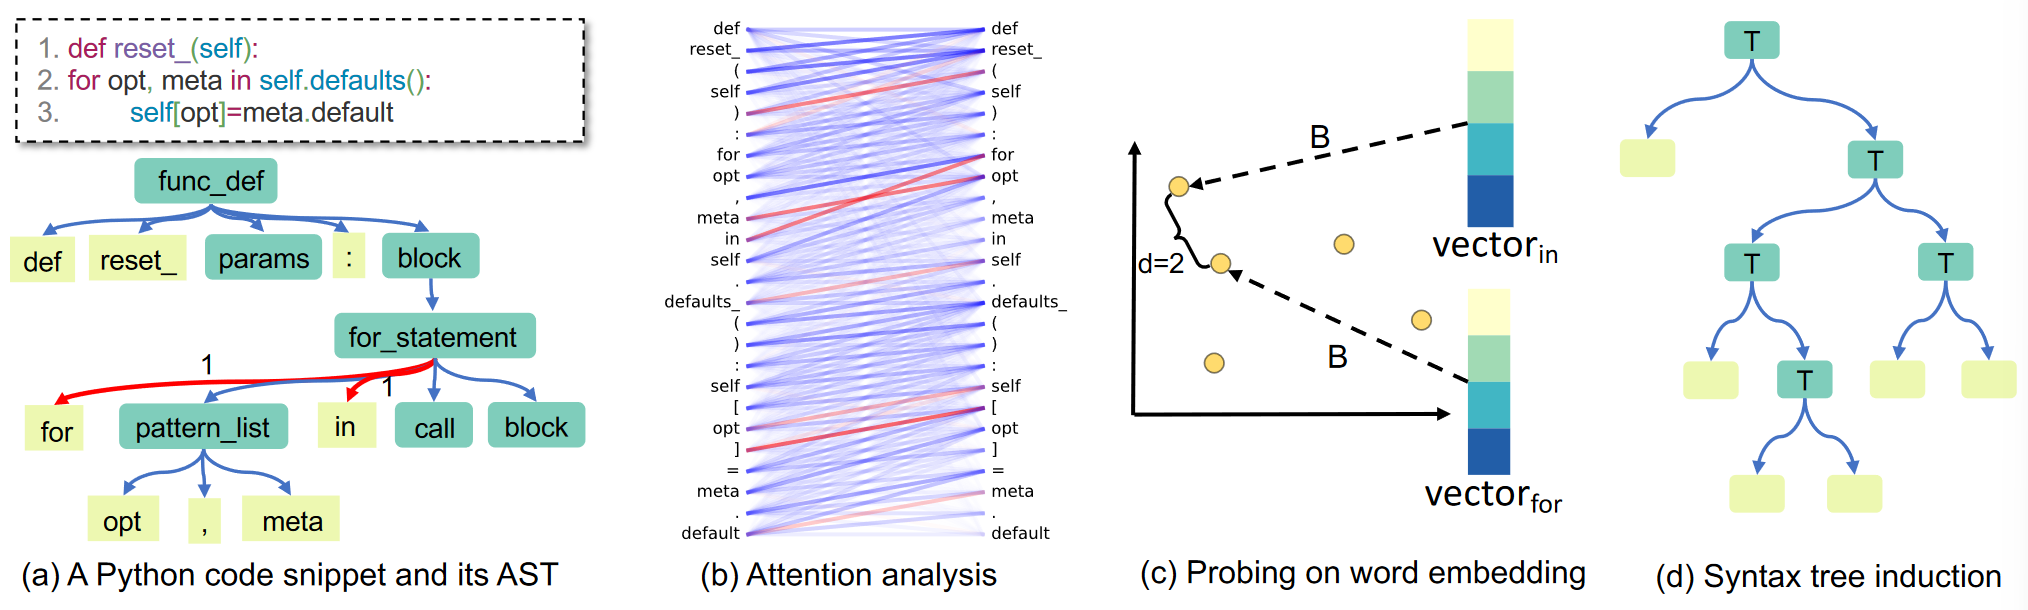 1. def reset_(self):
2. for opt, meta in self.defaults():
3. self[opt]=meta.default
func_def
def
reset_
params
:
block
for_statement
1
1
for
pattern_list
in
call
block
opt
,
meta
(a) A Python code snippet and its AST
def
reset_
(
self
)
:
for
opt
,
meta
in
self
.
defaults_
(
)
:
self
[
opt
]
=
meta
.
default
def
reset_
(
self
)
:
for
opt
,
meta
in
self
.
defaults_
(
)
:
self
[
opt
]
=
meta
.
default
(b) Attention analysis
B
vectorin
d=2
B
vectorfor
(c) Probing on word embedding
T
T
T
T
T
(d) Syntax tree induction